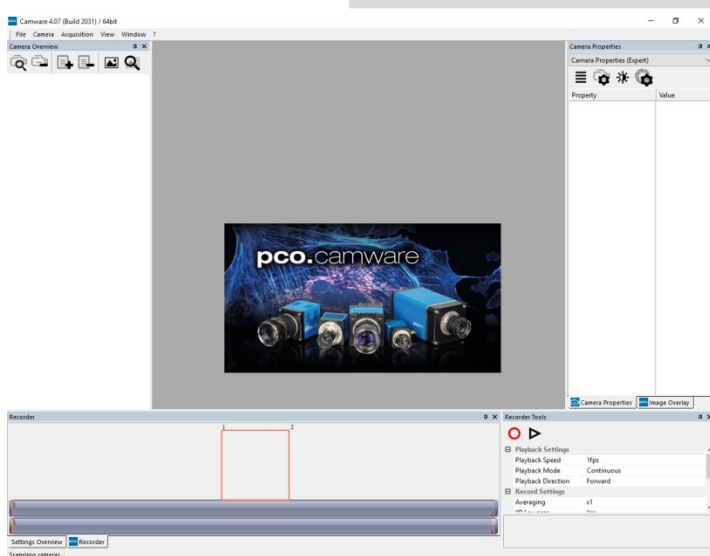 Camware 4.07 (Build 2031) / 64bit
File Camera Acquisition View Window ?
Camera Overview
Camera Properties
Camera Properties (Expert)
Property Value
pco.camware
Camera Properties Image Overlay
Recorder
1 2
Recorder Tools
Playback Settings
Playback Speed 1fps
Playback Mode Continuous
Playback Direction Forward
Record Settings
Averaging x1
Settings Overview Recorder
Scanning cameras...